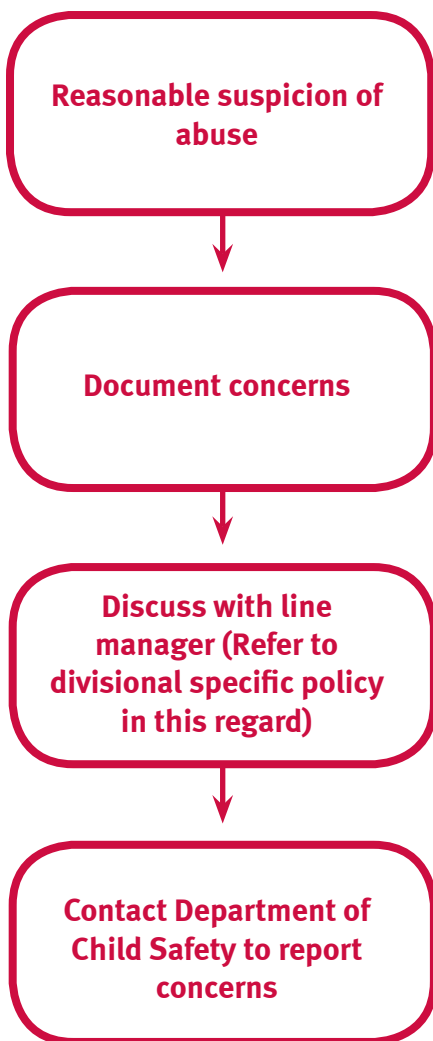 Reasonable suspicion of
abuse
Document concerns
Discuss with line
manager (Refer to
divisional specific policy
in this regard)
Contact Department of
Child Safety to report
concerns